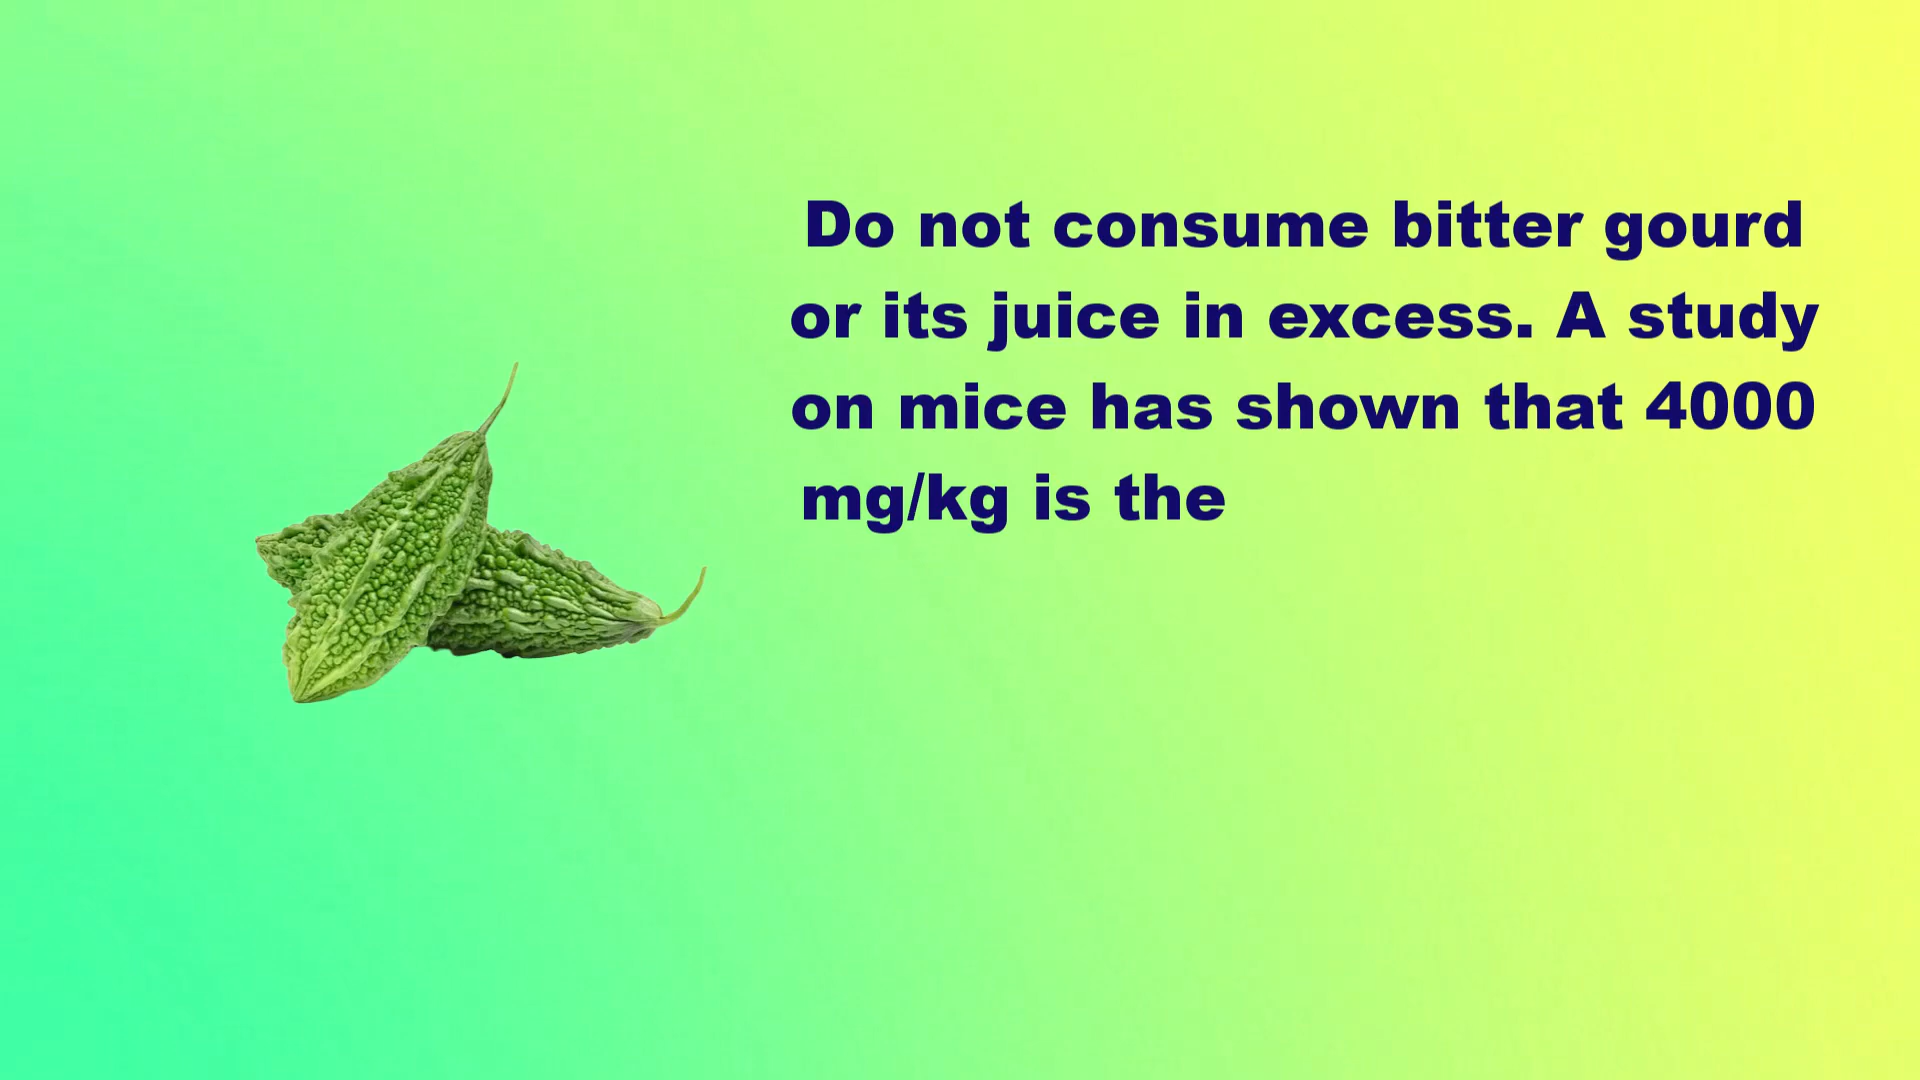 Do not consume bitter gourd
or its juice in excess. A study
on mice has shown that 4000
mg/kg is the